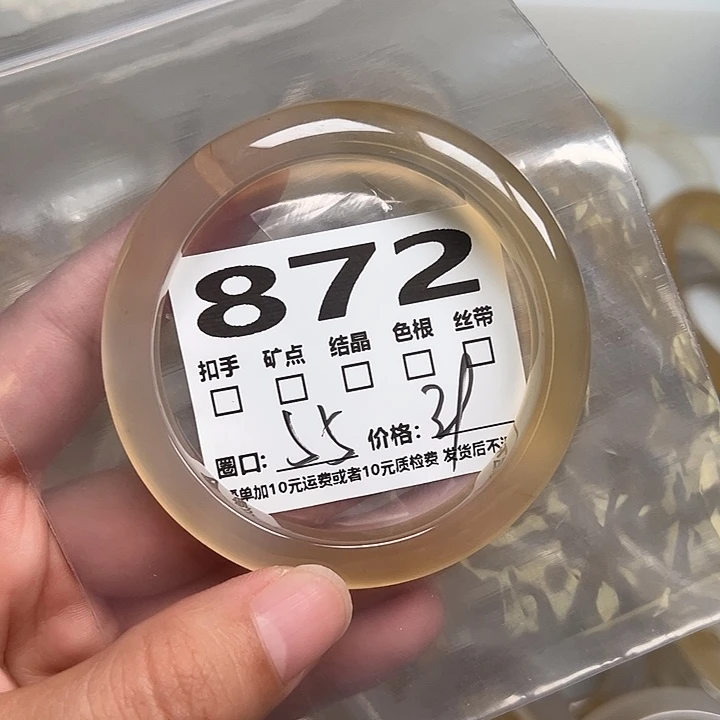 872
扣手 矿点 结晶 色根 丝带
圈口: 55 价格:
单加10元运费或者10元质检费 发货后不